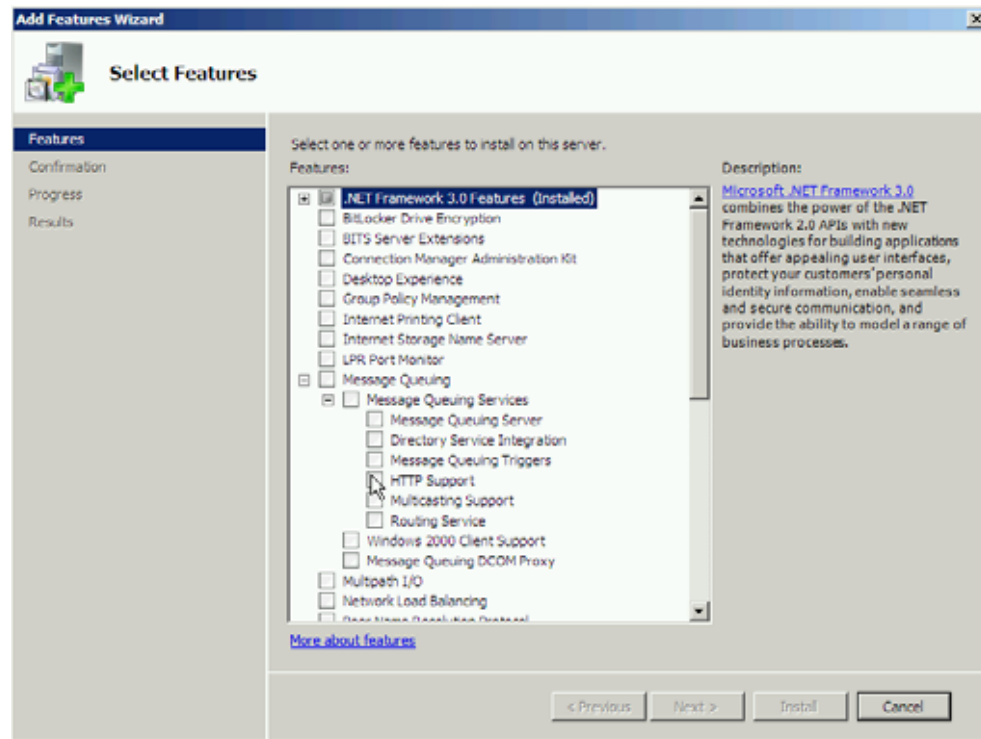 Add Features Wizard
Select Features
Features
Confirmation
Progress
Results
Select one or more features to install on this server.
Features:
.NET Framework 3.0 Features (Installed)
BitLocker Drive Encryption
BITS Server Extensions
Connection Manager Administration Kit
Desktop Experience
Group Policy Management
Internet Printing Client
Internet Storage Name Server
LPR Port Monitor
Message Queuing
Message Queuing Services
Message Queuing Server
Directory Service Integration
Message Queuing Triggers
HTTP Support
Multicasting Support
Routing Service
Windows 2000 Client Support
Message Queuing DCOM Proxy
Multipath I/O
Network Load Balancing
Peer Name Resolution Protocol
More about features
Description:
Microsoft .NET Framework 3.0
combines the power of the .NET
Framework 2.0 APIs with new
technologies for building applications
that offer appealing user interfaces,
protect your customers' personal
identity information, enable seamless
and secure communication, and
provide the ability to model a range of
business processes.
< Previous
Next >
Install
Cancel